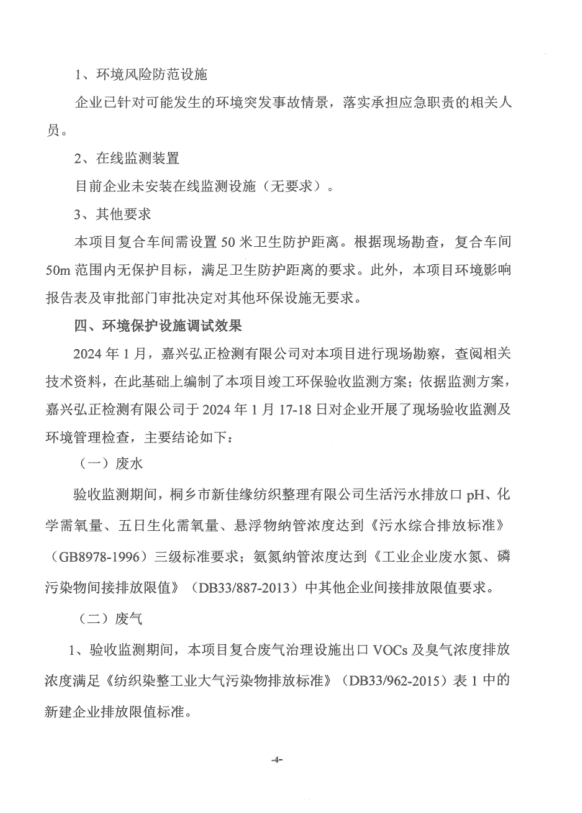 1、环境风险防范设施
企业已针对可能发生的环境突发事故情景，落实承担应急职责的相关人
员。
2、在线监测装置
目前企业未安装在线监测设施（无要求）。
3、其他要求
本项目复合车间需设置 50 米卫生防护距离。根据现场勘查，复合车间
50m 范围内无保护目标，满足卫生防护距离的要求。此外，本项目环境影响
报告表及审批部门审批决定对其他环保设施无要求。
四、环境保护设施调试效果
2024 年 1 月，嘉兴弘正检测有限公司对本项目进行现场勘察，查阅相关
技术资料，在此基础上编制了本项目竣工环保验收监测方案；依据监测方案，
嘉兴弘正检测有限公司于 2024 年 1 月 17-18 日对企业开展了现场验收监测及
环境管理检查，主要结论如下：
（一）废水
验收监测期间，桐乡市新佳缘纺织整理有限公司生活污水排放口 pH、化
学需氧量、五日生化需氧量、悬浮物纳管浓度达到《污水综合排放标准》
（GB8978-1996）三级标准要求；氨氮纳管浓度达到《工业企业废水氮、磷
污染物间接排放限值》（DB33/887-2013）中其他企业间接排放限值要求。
（二）废气
1、验收监测期间，本项目复合废气治理设施出口 VOCs 及臭气浓度排放
浓度满足《纺织染整工业大气污染物排放标准》（DB33/962-2015）表 1 中的
新建企业排放限值标准。
-4-